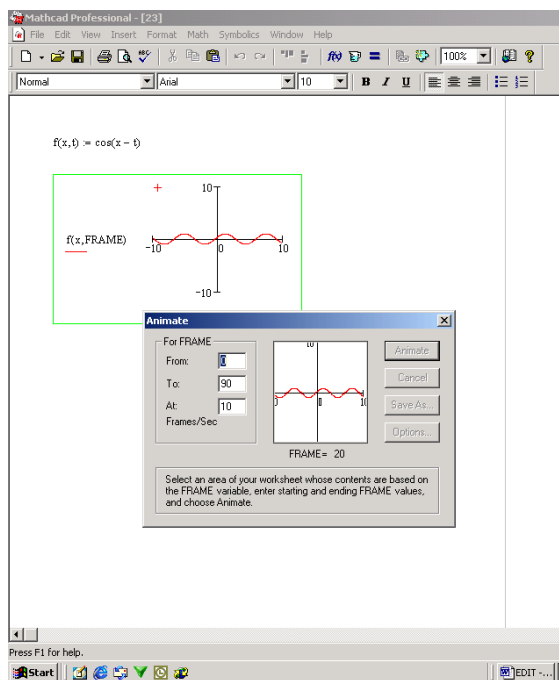 Mathcad Professional - [23]
File Edit View Insert Format Math Symbolics Window Help
100%
Normal Arial 10 B I U
f(x,t) := cos(x − t)
10
f(x,FRAME)
−10 0 10
−10
Animate
For FRAME
From: 0
To: 90
At: 10
Frames/Sec
10
0 10
FRAME= 20
Animate
Cancel
Save As...
Options...
Select an area of your worksheet whose contents are based on
the FRAME variable, enter starting and ending FRAME values,
and choose Animate.
Press F1 for help.
Start EDIT -...